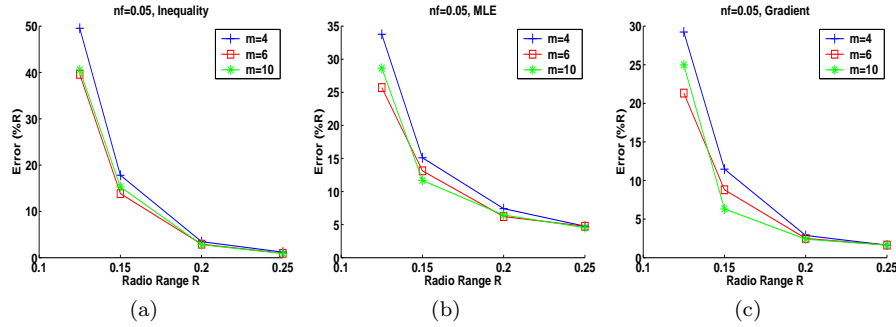 nf=0.05, Inequality
50
40
30
20
10
0
0.1
0.15
0.2
0.25
Error (%R)
Radio Range R
m=4
m=6
m=10
(a)
nf=0.05, MLE
35
30
25
20
15
10
5
0
0.1
0.15
0.2
0.25
Error (%R)
Radio Range R
m=4
m=6
m=10
(b)
nf=0.05, Gradient
30
25
20
15
10
5
0
0.1
0.15
0.2
0.25
Error (%R)
Radio Range R
m=4
m=6
m=10
(c)